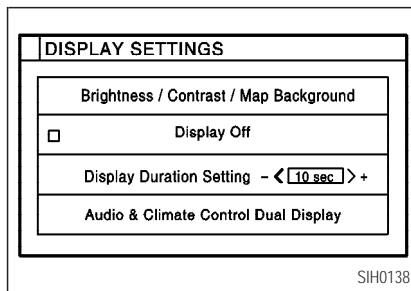 DISPLAY SETTINGS
Brightness / Contrast / Map Background
Display Off
Display Duration Setting - < 10 sec > +
Audio & Climate Control Dual Display
SIH0138